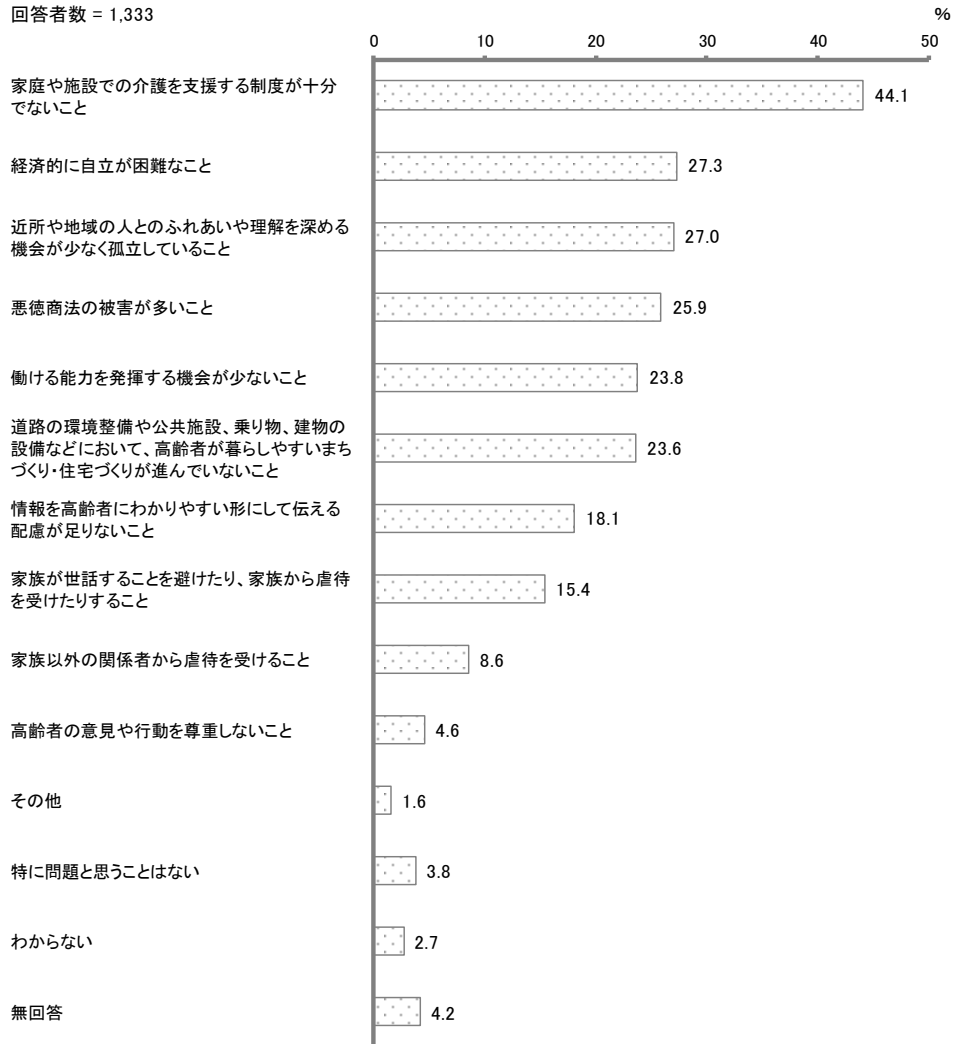 回答者数 = 1,333
%
0 10 20 30 40 50
家庭や施設での介護を支援する制度が十分
でないこと
44.1
経済的に自立が困難なこと
27.3
近所や地域の人とのふれあいや理解を深める
機会が少なく孤立していること
27.0
悪徳商法の被害が多いこと
25.9
働ける能力を発揮する機会が少ないこと
23.8
道路の環境整備や公共施設、乗り物、建物の
設備などにおいて、高齢者が暮らしやすいまち
づくり・住宅づくりが進んでいないこと
23.6
情報を高齢者にわかりやすい形にして伝える
配慮が足りないこと
18.1
家族が世話することを避けたり、家族から虐待
を受けたりすること
15.4
家族以外の関係者から虐待を受けること
8.6
高齢者の意見や行動を尊重しないこと
4.6
その他
1.6
特に問題と思うことはない
3.8
わからない
2.7
無回答
4.2